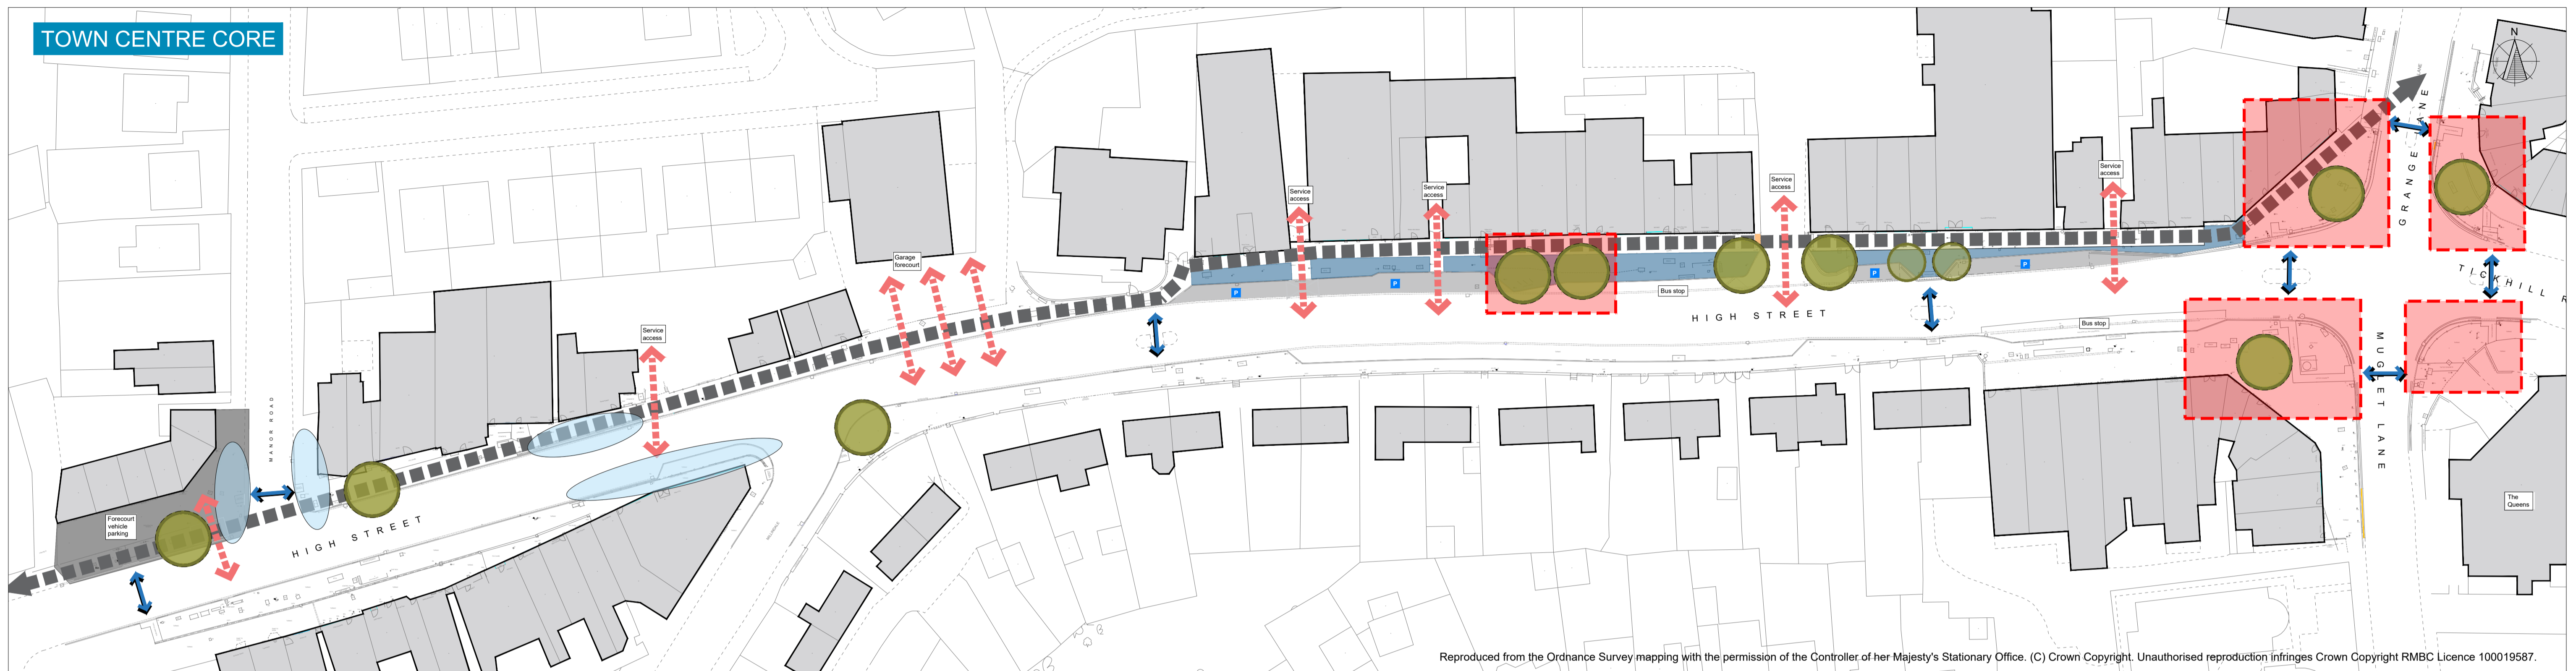 TOWN CENTRE CORE
N
GRANGE LANE
Service
access
Service
access
Service
access
Service
access
Garage
forecourt
P
P
P
P
Bus stop
HIGH STREET
TICKHILL R
Bus stop
Service
access
MUGLET LANE
MANOR ROAD
The
Queens
Forecourt
vehicle
parking
HIGH STREET
Reproduced from the Ordnance Survey mapping with the permission of the Controller of her Majesty's Stationary Office. (C) Crown Copyright. Unauthorised reproduction infringes Crown Copyright RMBC Licence 100019587.